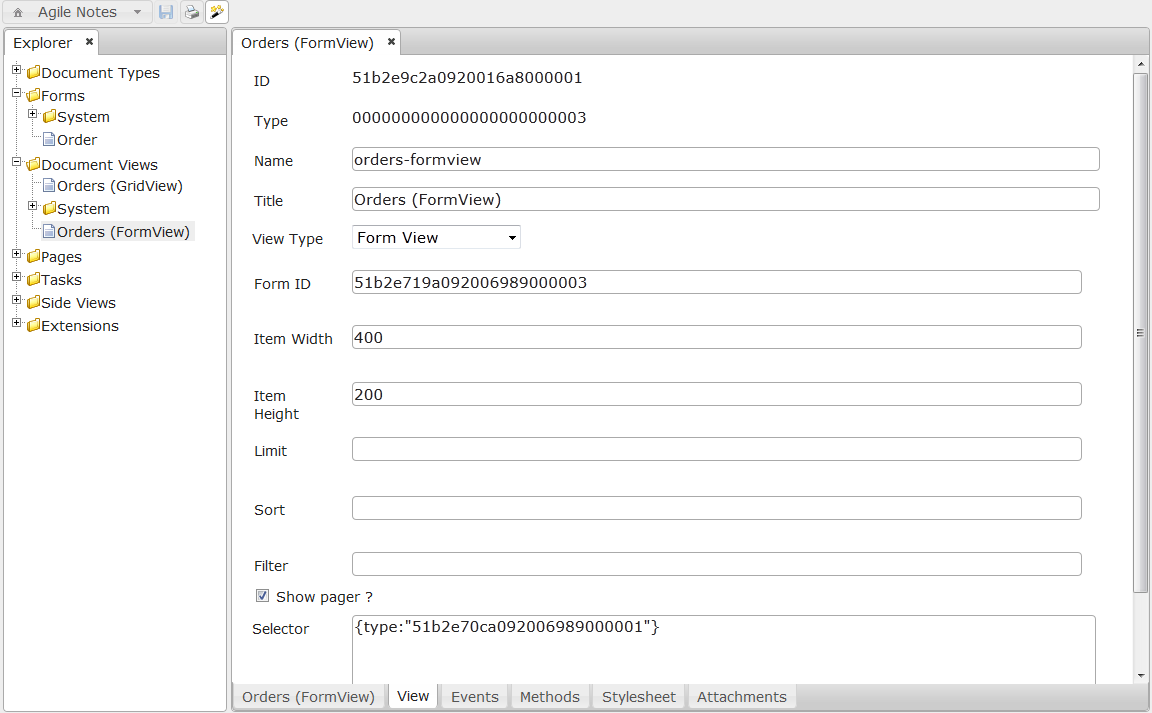 Agile Notes
Explorer
Orders (FormView)
Document Types
Forms
System
Order
Document Views
Orders (GridView)
System
Orders (FormView)
Pages
Tasks
Side Views
Extensions
ID 51b2e9c2a0920016a8000001
Type 000000000000000000000003
Name orders-formview
Title Orders (FormView)
View Type Form View
Form ID 51b2e719a092006989000003
Item Width 400
Item Height 200
Limit
Sort
Filter
Show pager ?
Selector {type:"51b2e70ca092006989000001"}
Orders (FormView) View Events Methods Stylesheet Attachments